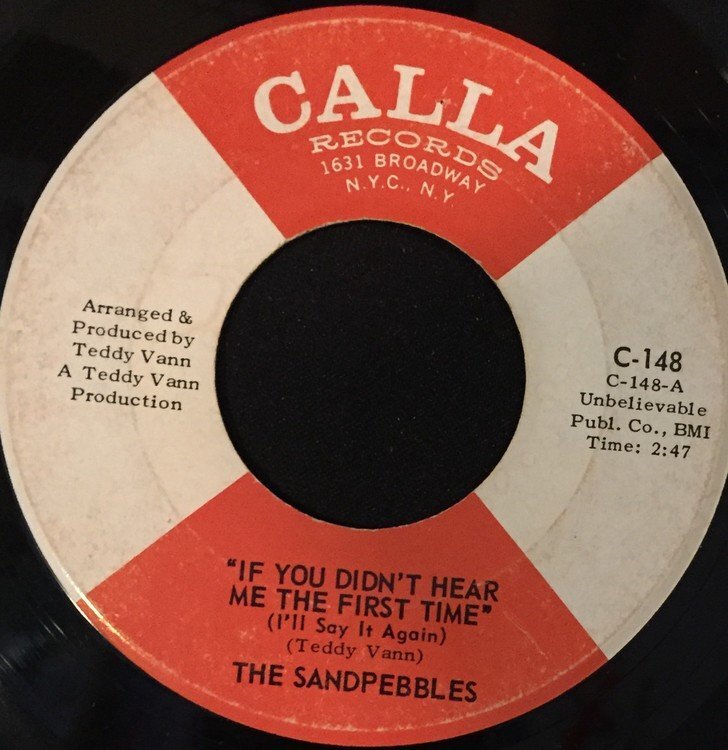 CALLA
RECORDS
1631 BROADWAY
N.Y.C., N.Y
Arranged &
Produced by
Teddy Vann
A Teddy Vann
Production
C-148
C-148-A
Unbelievable
Publ. Co., BMI
Time: 2:47
"IF YOU DIDN'T HEAR
ME THE FIRST TIME"
(I'll Say It Again)
(Teddy Vann)
THE SANDPEBBLES